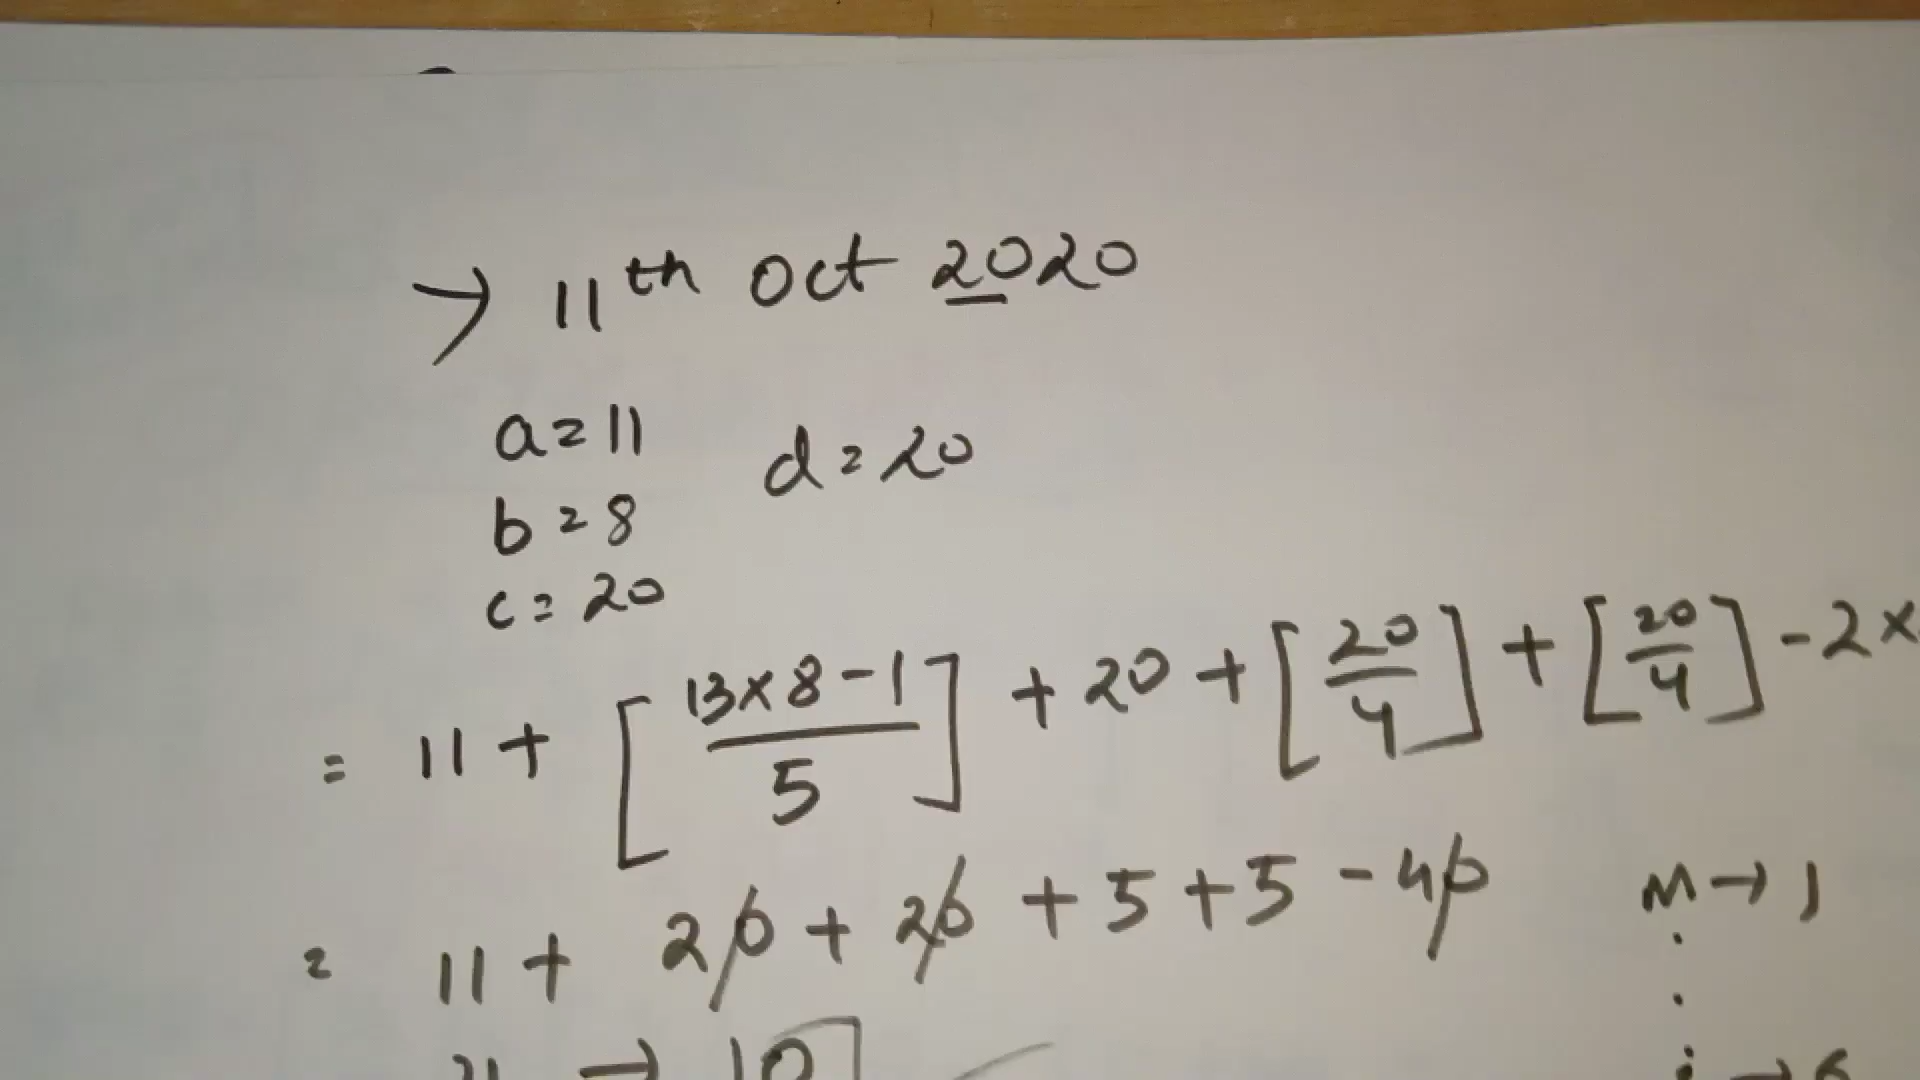 → 11th Oct 2020
a=11
d=20
b=8
c=20
= 11 + [13×8-1/5] + 20 + [20/4] + [20/4] - 2×
= 11 + 20 + 20 + 5 + 5 - 40
M → 1